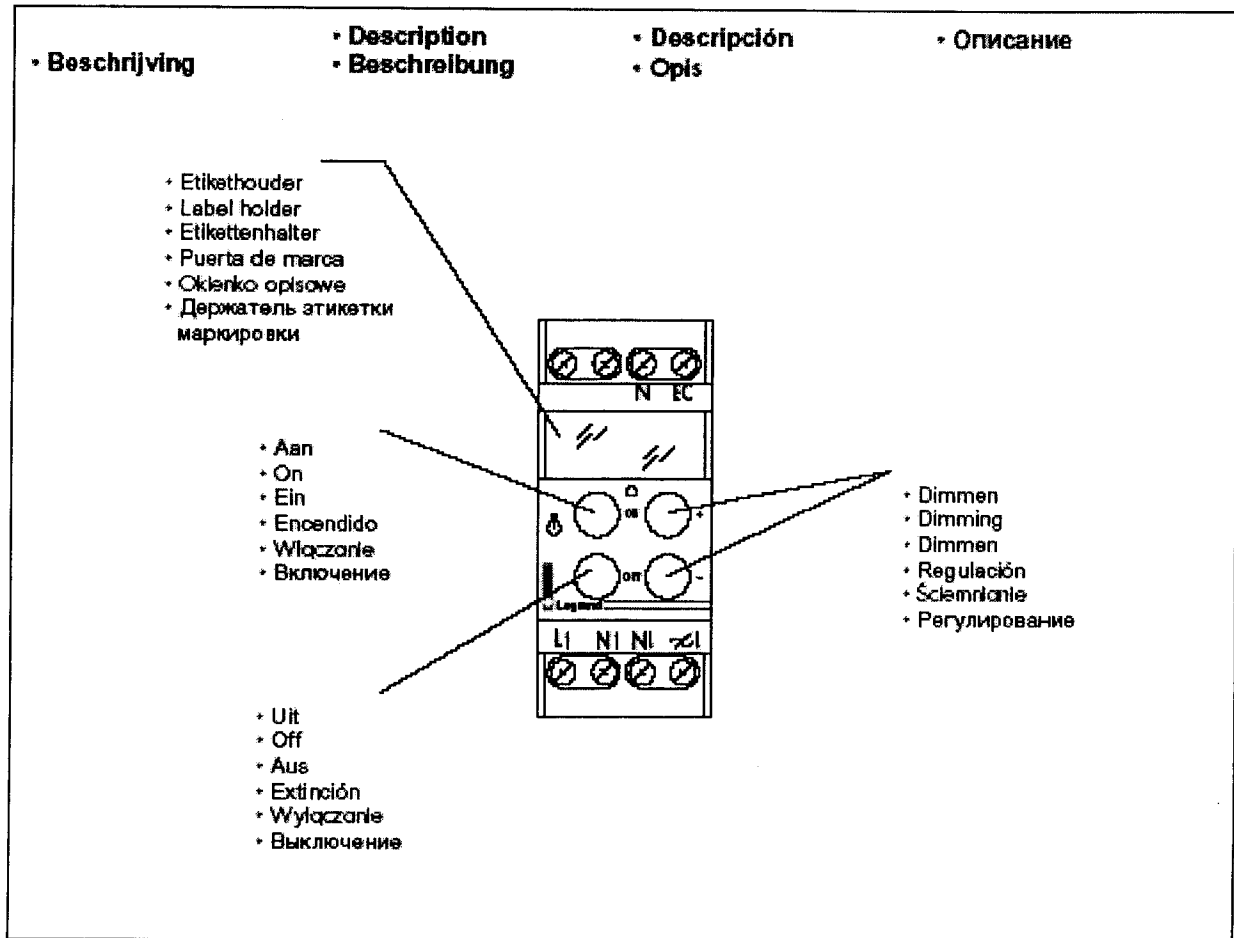 • Beschrijving
• Description
• Beschreibung
• Descripción
• Opis
• Описание
• Etikethouder
• Label holder
• Etikettenhalter
• Puerta de marca
• Okienko opisowe
• Держатель этикетки
маркировки
N EC
• Aan
• On
• Ein
• Encendido
• Włączanie
• Включение
ON +
OFF -
Legrand
L1 N1 N L
• Dimmen
• Dimming
• Dimmen
• Regulación
• Ściemnianie
• Регулирование
• Uit
• Off
• Aus
• Extinción
• Wyłączanie
• Выключение